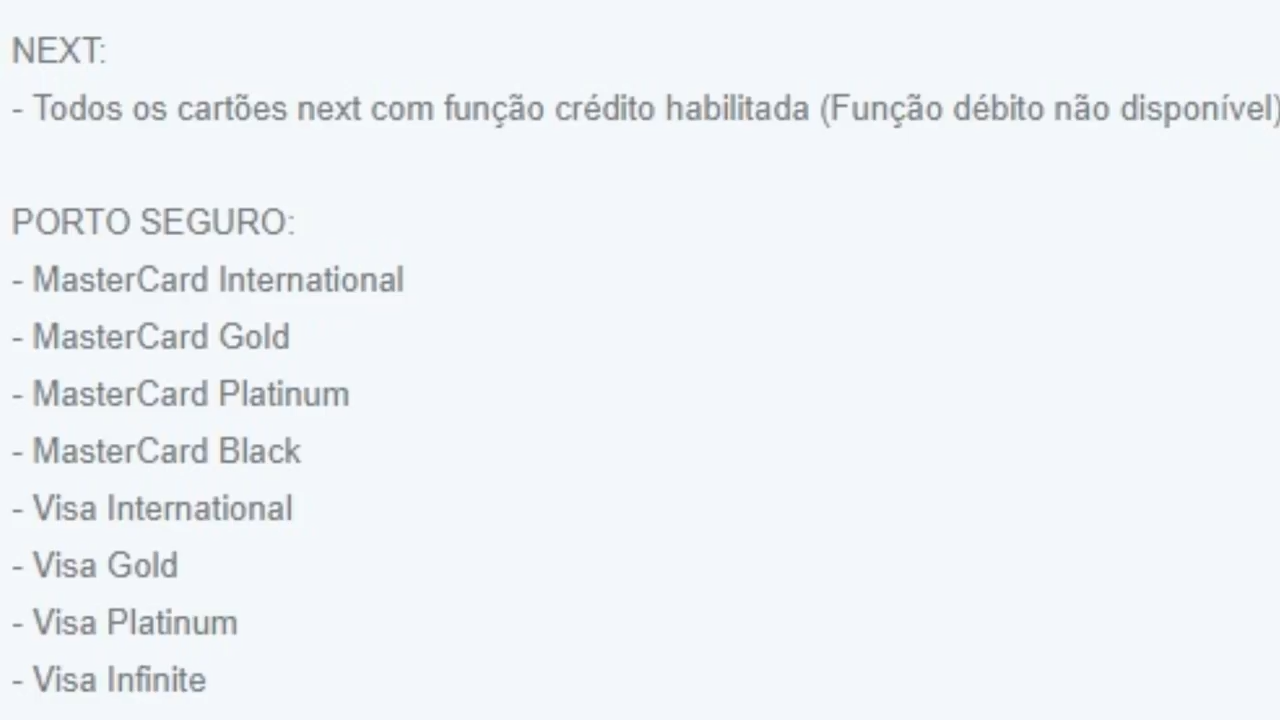 NEXT:
- Todos os cartões next com função crédito habilitada (Função débito não disponível)
PORTO SEGURO:
- MasterCard International
- MasterCard Gold
- MasterCard Platinum
- MasterCard Black
- Visa International
- Visa Gold
- Visa Platinum
- Visa Infinite